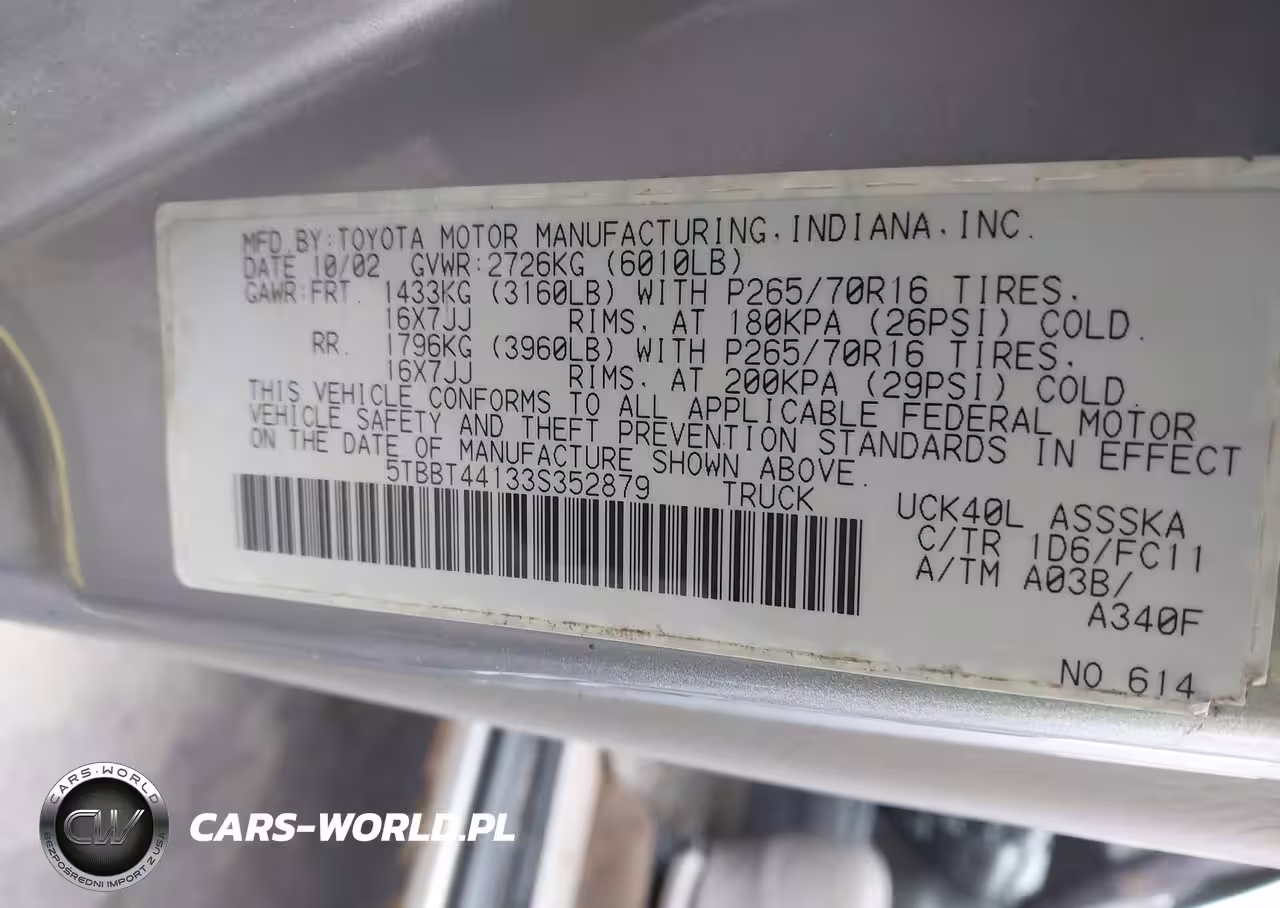 MFD. BY: TOYOTA MOTOR MANUFACTURING, INDIANA, INC.
DATE 10/02 GVWR: 2726KG (6010LB)
GAWR: FRT. 1433KG (3160LB) WITH P265/70R16 TIRES,
16X7JJ RIMS, AT 180KPA (26PSI) COLD.
RR. 1796KG (3960LB) WITH P265/70R16 TIRES,
16X7JJ RIMS, AT 200KPA (29PSI) COLD.
THIS VEHICLE CONFORMS TO ALL APPLICABLE FEDERAL MOTOR
VEHICLE SAFETY AND THEFT PREVENTION STANDARDS IN EFFECT
ON THE DATE OF MANUFACTURE SHOWN ABOVE.
5TBBT44133S352879 TRUCK
UCK40L ASSSKA
C/TR 1D6/FC11
A/TM A03B/
A340F
NO 614
CARS-WORLD
CW
BEZPOŚREDNI IMPORT Z USA
CARS-WORLD.PL